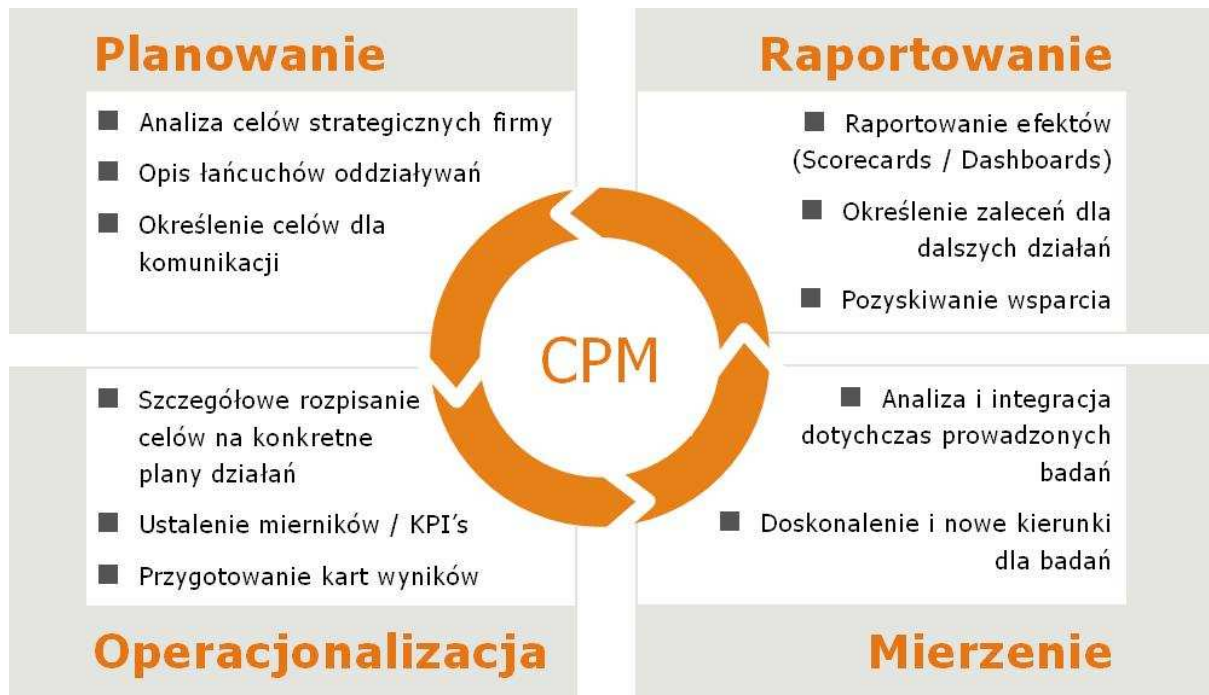 Planowanie
■ Analiza celów strategicznych firmy
■ Opis łańcuchów oddziaływań
■ Określenie celów dla
komunikacji
Raportowanie
■ Raportowanie efektów
(Scorecards / Dashboards)
■ Określenie zaleceń dla
dalszych działań
■ Pozyskiwanie wsparcia
CPM
■ Szczegółowe rozpisanie
celów na konkretne
plany działań
■ Ustalenie mierników / KPI’s
■ Przygotowanie kart wyników
Operacjonalizacja
■ Analiza i integracja
dotychczas prowadzonych
badań
■ Doskonalenie i nowe kierunki
dla badań
Mierzenie